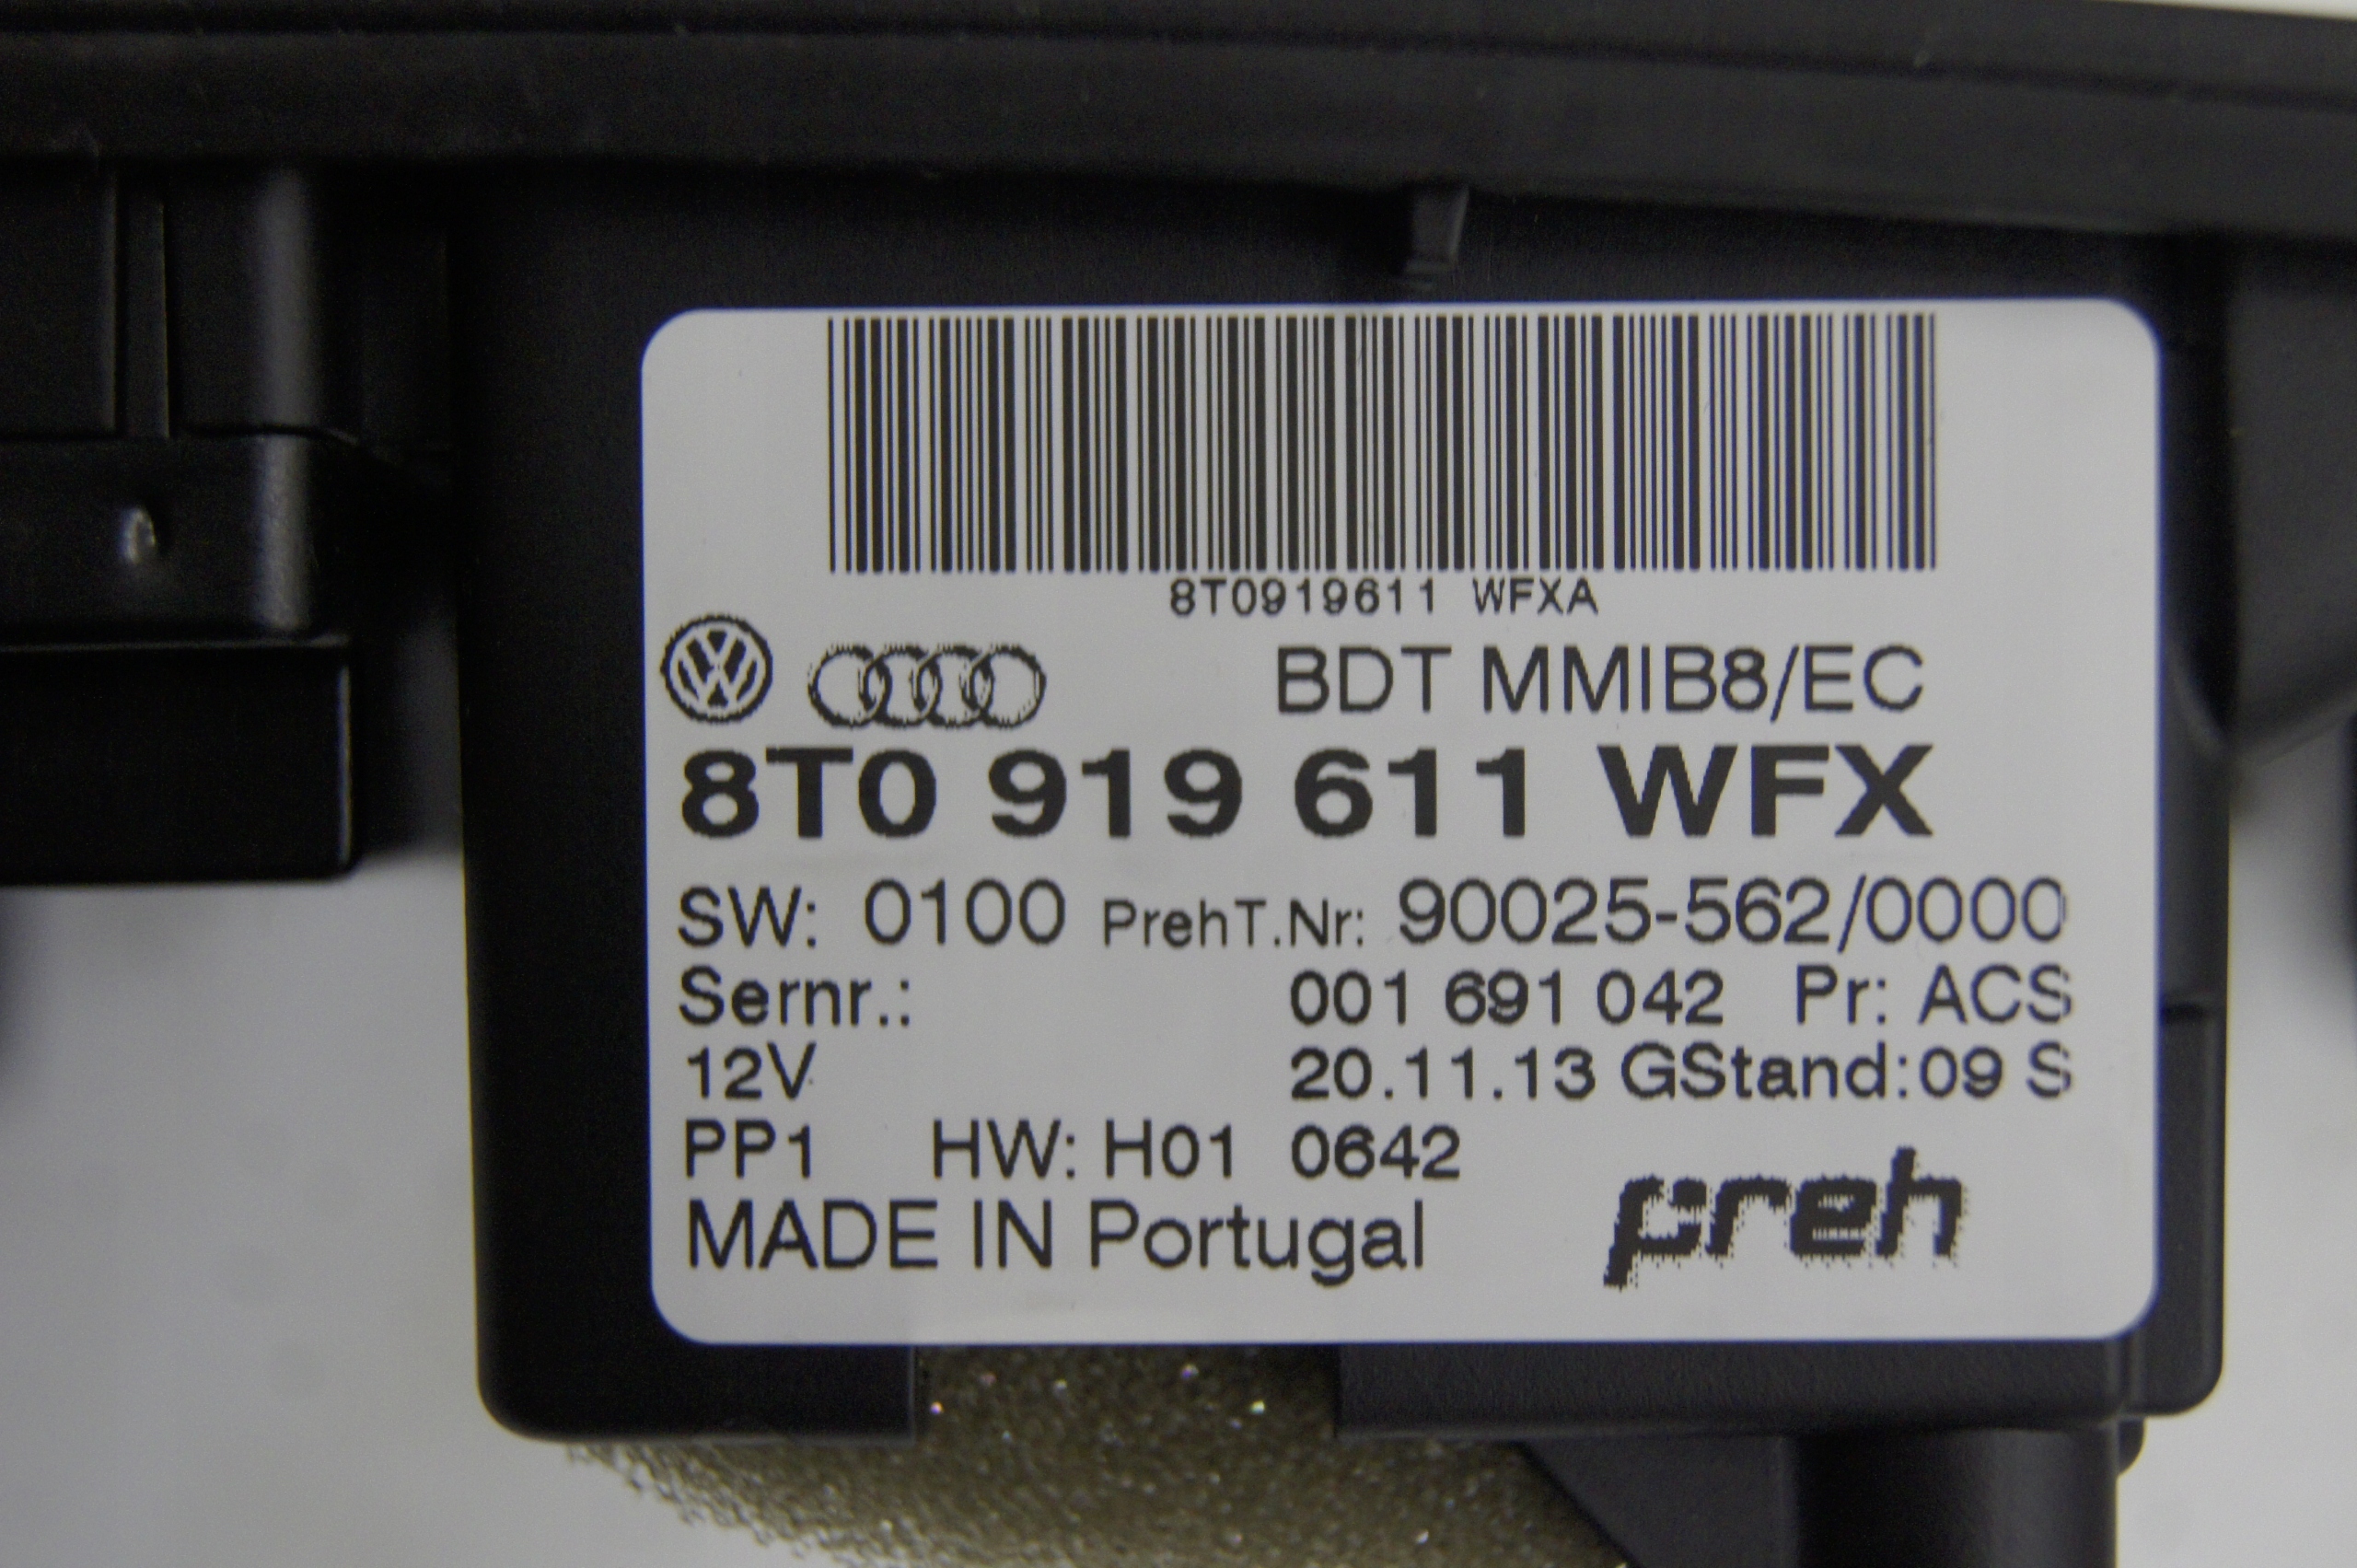 8T0919611 WFXA
BDT MMIB8/EC
8T0 919 611 WFX
SW: 0100 PrehT.Nr: 90025-562/0000
Sernr.: 001 691 042 Pr: ACS
12V 20.11.13 GStand:09 S
PP1 HW: H01 0642
MADE IN Portugal
preh